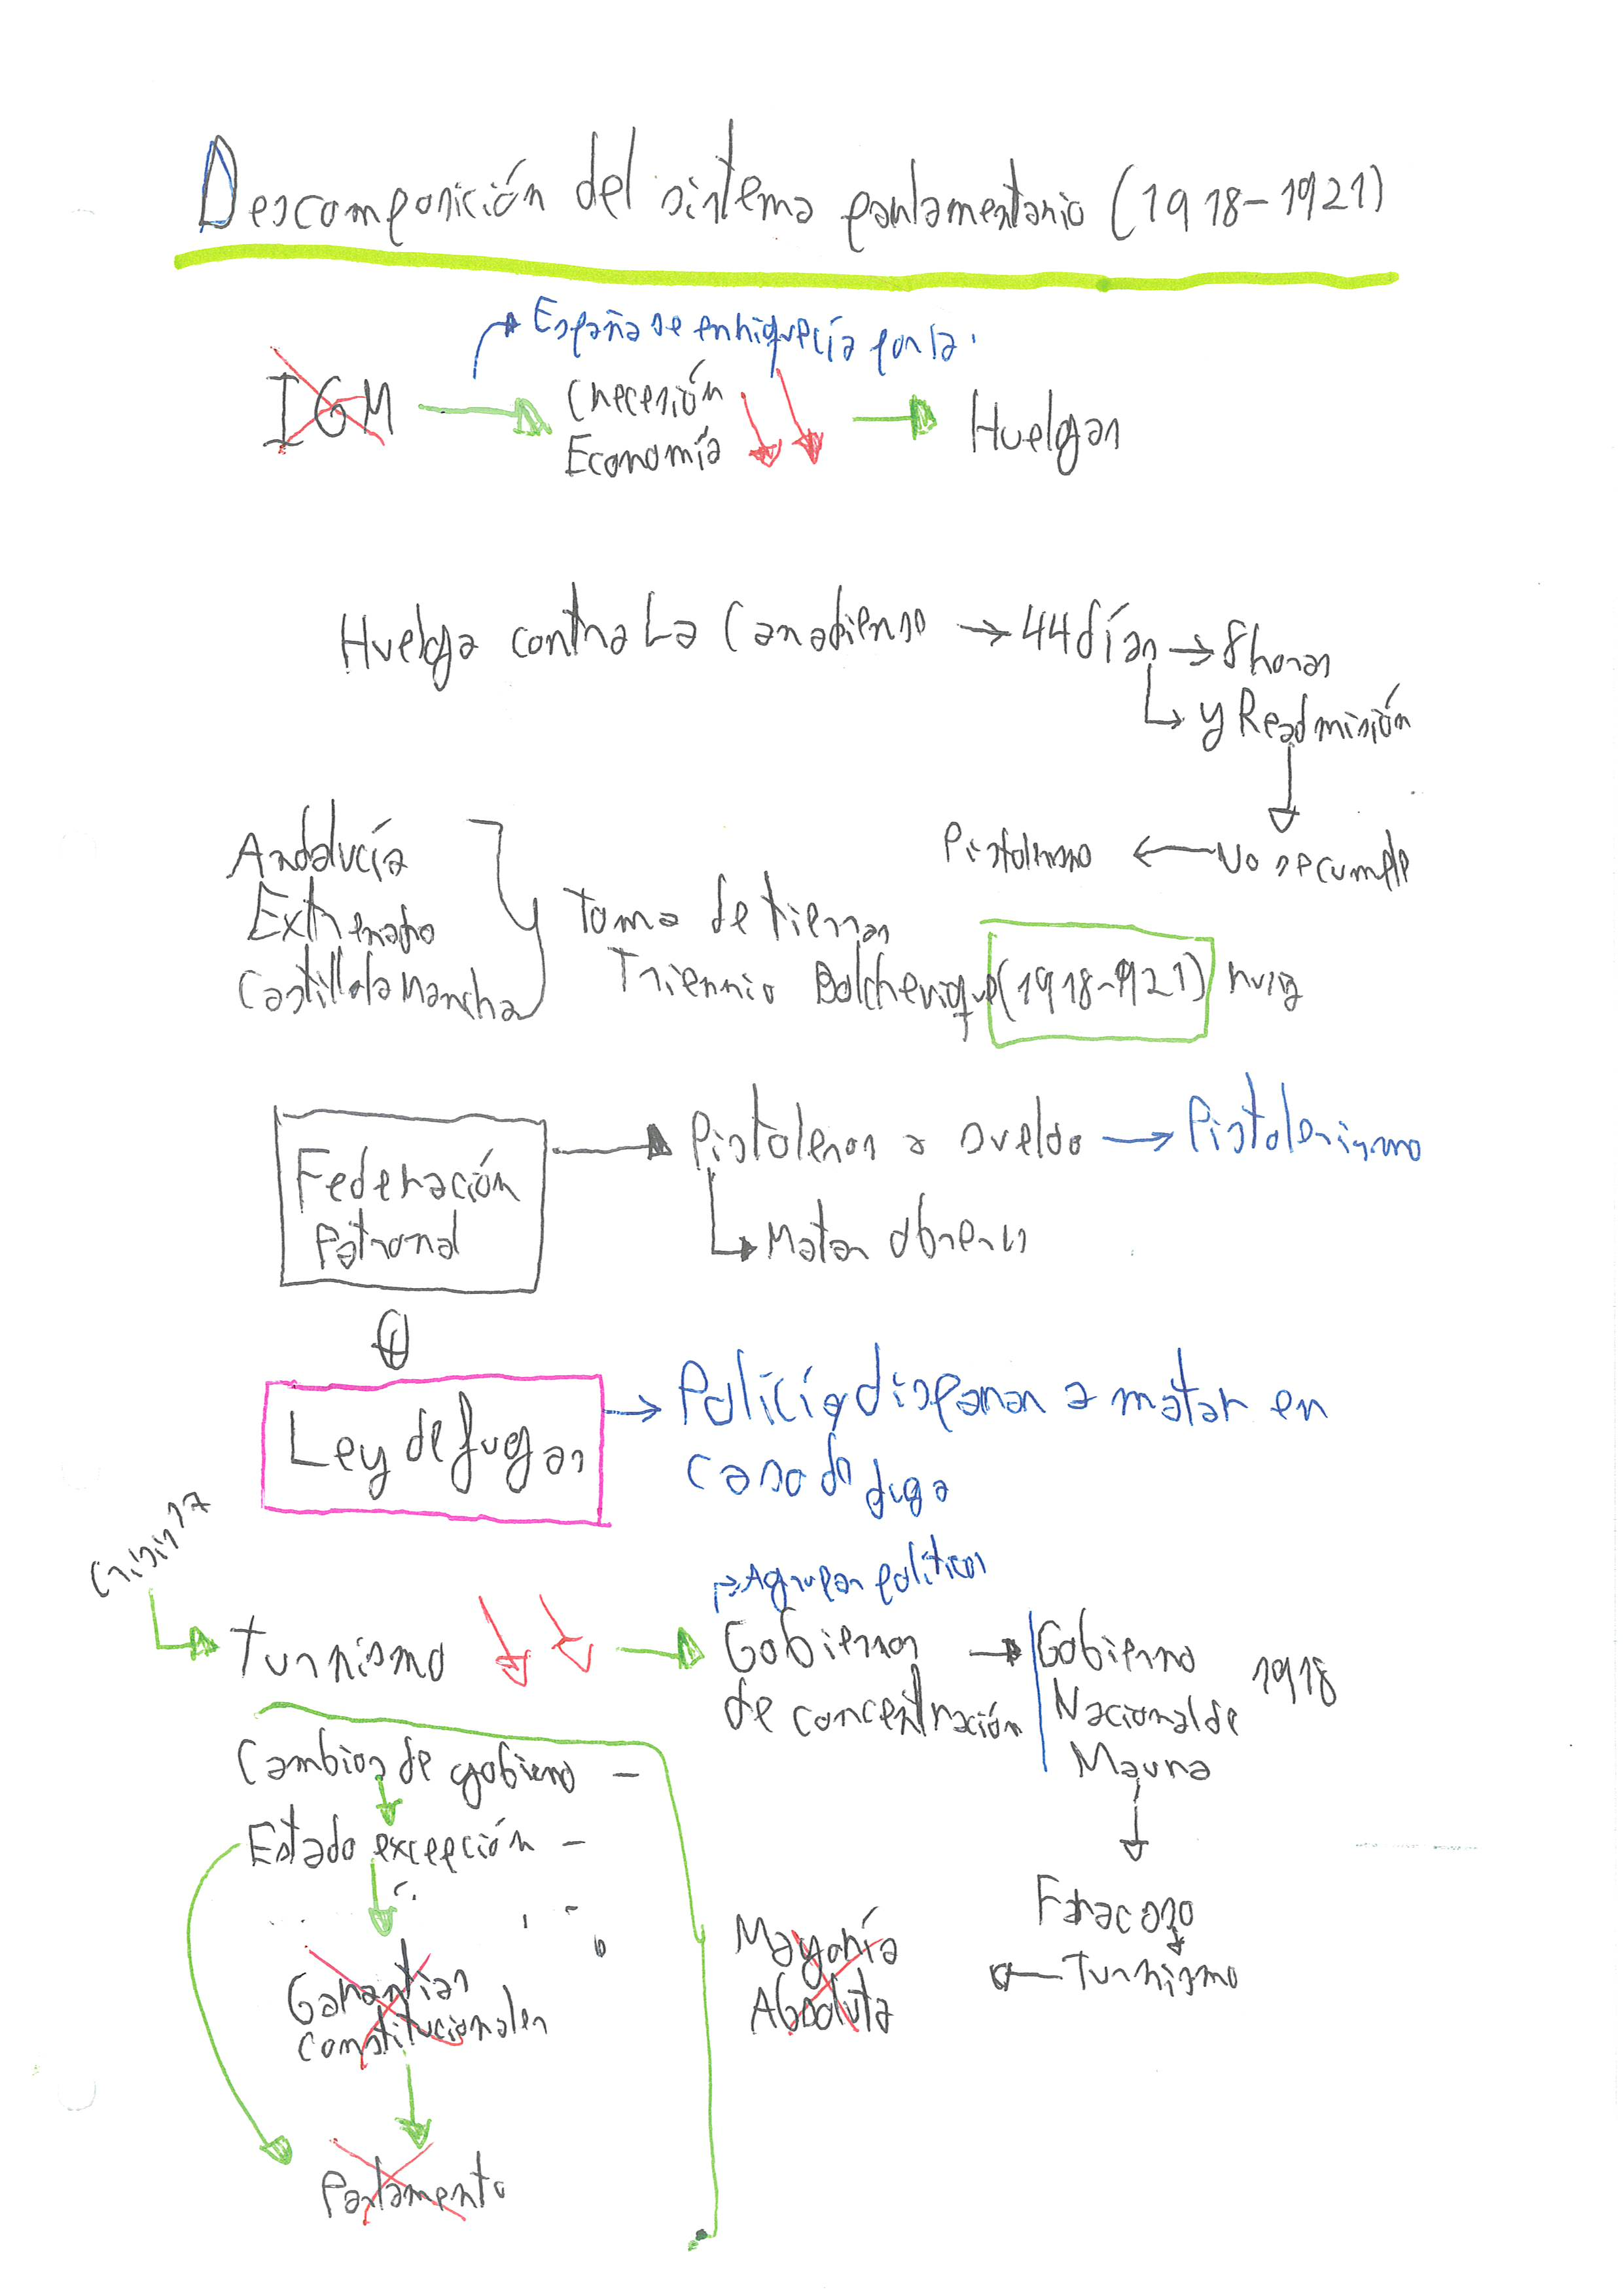 Descomposición del sistema parlamentario (1918-1921)
España se enriquecía por la
IGM
Crecesión
Economía
Huelgas
Huelga contra La Canadiense → 44 días → 8 horas
y Readmisión
No se cumple
Pistolerismo
Andalucía
Extremadura
Castilla la Mancha
Toma de tierras
Trienio Bolchevique (1918-1921)
Federación
Patronal
Pistoleros a sueldo → Pistolerismo
Matar obreros
Ley de fugas
Policía disparan a matar en
caso de fuga
Crisis 17
Agrupar políticos
Turnismo
Gobiernos
de concentración
Gobierno
Nacional de
Maura
1918
Cambios de gobierno -
Estado excepción -
Garantías
constitucionales
Parlamento
Fracaso
Turnismo
Mayoría
Absoluta